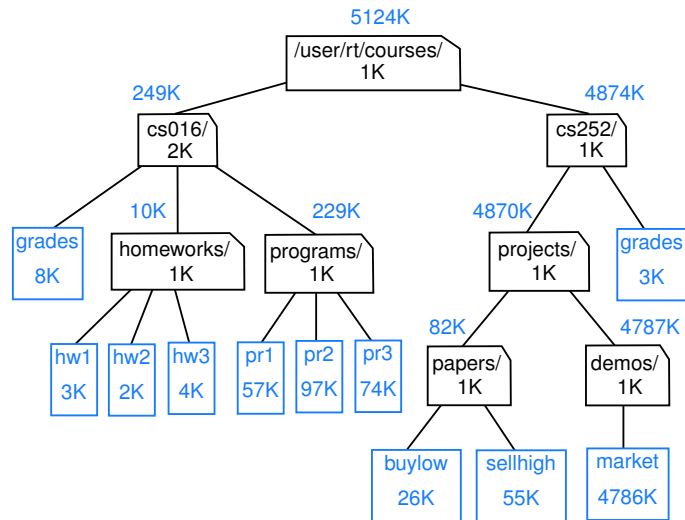 5124K
/user/rt/courses/
1K
249K
4874K
cs016/
2K
cs252/
1K
10K
229K
4870K
grades
8K
homeworks/
1K
programs/
1K
projects/
1K
grades
3K
82K
4787K
hw1
3K
hw2
2K
hw3
4K
pr1
57K
pr2
97K
pr3
74K
papers/
1K
demos/
1K
buylow
26K
sellhigh
55K
market
4786K